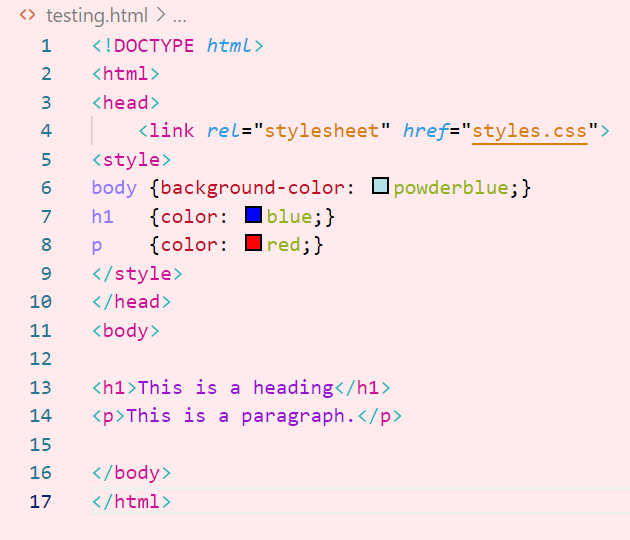 <> testing.html > ...
1 <!DOCTYPE html>
2 <html>
3 <head>
4     <link rel="stylesheet" href="styles.css">
5 <style>
6 body {background-color: powderblue;}
7 h1   {color: blue;}
8 p    {color: red;}
9 </style>
10 </head>
11 <body>
12
13 <h1>This is a heading</h1>
14 <p>This is a paragraph.</p>
15
16 </body>
17 </html>